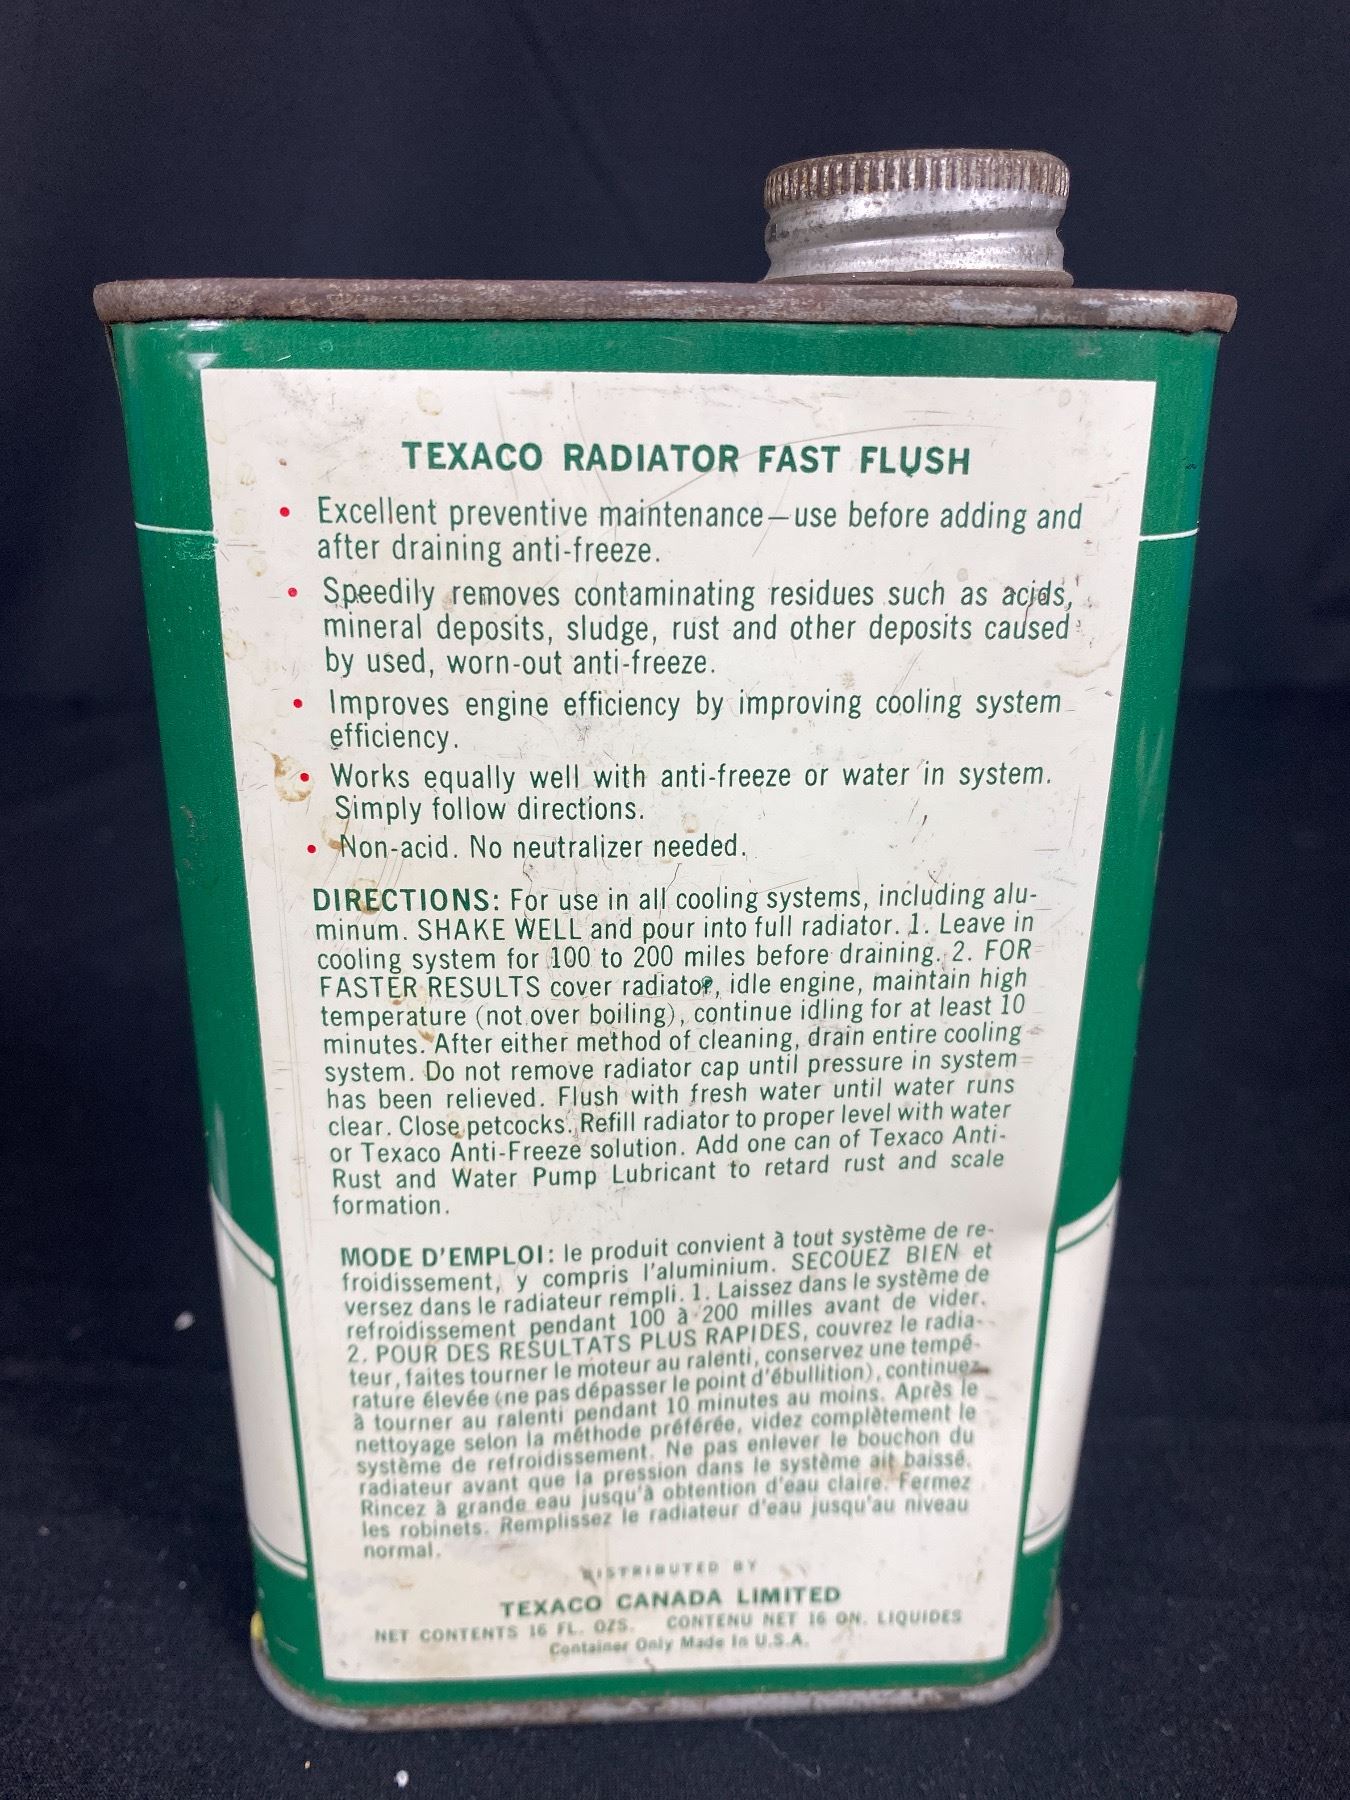 TEXACO RADIATOR FAST FLUSH
• Excellent preventive maintenance—use before adding and
after draining anti-freeze.
• Speedily removes contaminating residues such as acids,
mineral deposits, sludge, rust and other deposits caused
by used, worn-out anti-freeze.
• Improves engine efficiency by improving cooling system
efficiency.
• Works equally well with anti-freeze or water in system.
Simply follow directions.
• Non-acid. No neutralizer needed.
DIRECTIONS: For use in all cooling systems, including alu-
minum. SHAKE WELL and pour into full radiator. 1. Leave in
cooling system for 100 to 200 miles before draining. 2. FOR
FASTER RESULTS cover radiator, idle engine, maintain high
temperature (not over boiling), continue idling for at least 10
minutes. After either method of cleaning, drain entire cooling
system. Do not remove radiator cap until pressure in system
has been relieved. Flush with fresh water until water runs
clear. Close petcocks. Refill radiator to proper level with water
or Texaco Anti-Freeze solution. Add one can of Texaco Anti-
Rust and Water Pump Lubricant to retard rust and scale
formation.
MODE D'EMPLOI: le produit convient à tout système de re-
froidissement, y compris l'aluminium. SECOUEZ BIEN et
versez dans le radiateur rempli. 1. Laissez dans le système de
refroidissement pendant 100 à 200 milles avant de vider.
2. POUR DES RESULTATS PLUS RAPIDES, couvrez le radia-
teur, faites tourner le moteur au ralenti, conservez une tempé-
rature élevée (ne pas dépasser le point d'ébullition), continuez
à tourner au ralenti pendant 10 minutes au moins. Après le
nettoyage selon la méthode préférée, videz complètement le
système de refroidissement. Ne pas enlever le bouchon du
radiateur avant que la pression dans le système ait baissé.
Rincez à grande eau jusqu'à obtention d'eau claire. Fermez
les robinets. Remplissez le radiateur d'eau jusqu'au niveau
normal.
DISTRIBUTED BY
TEXACO CANADA LIMITED
NET CONTENTS 16 FL. OZS. CONTENU NET 16 ON. LIQUIDES
Container Only Made In U.S.A.